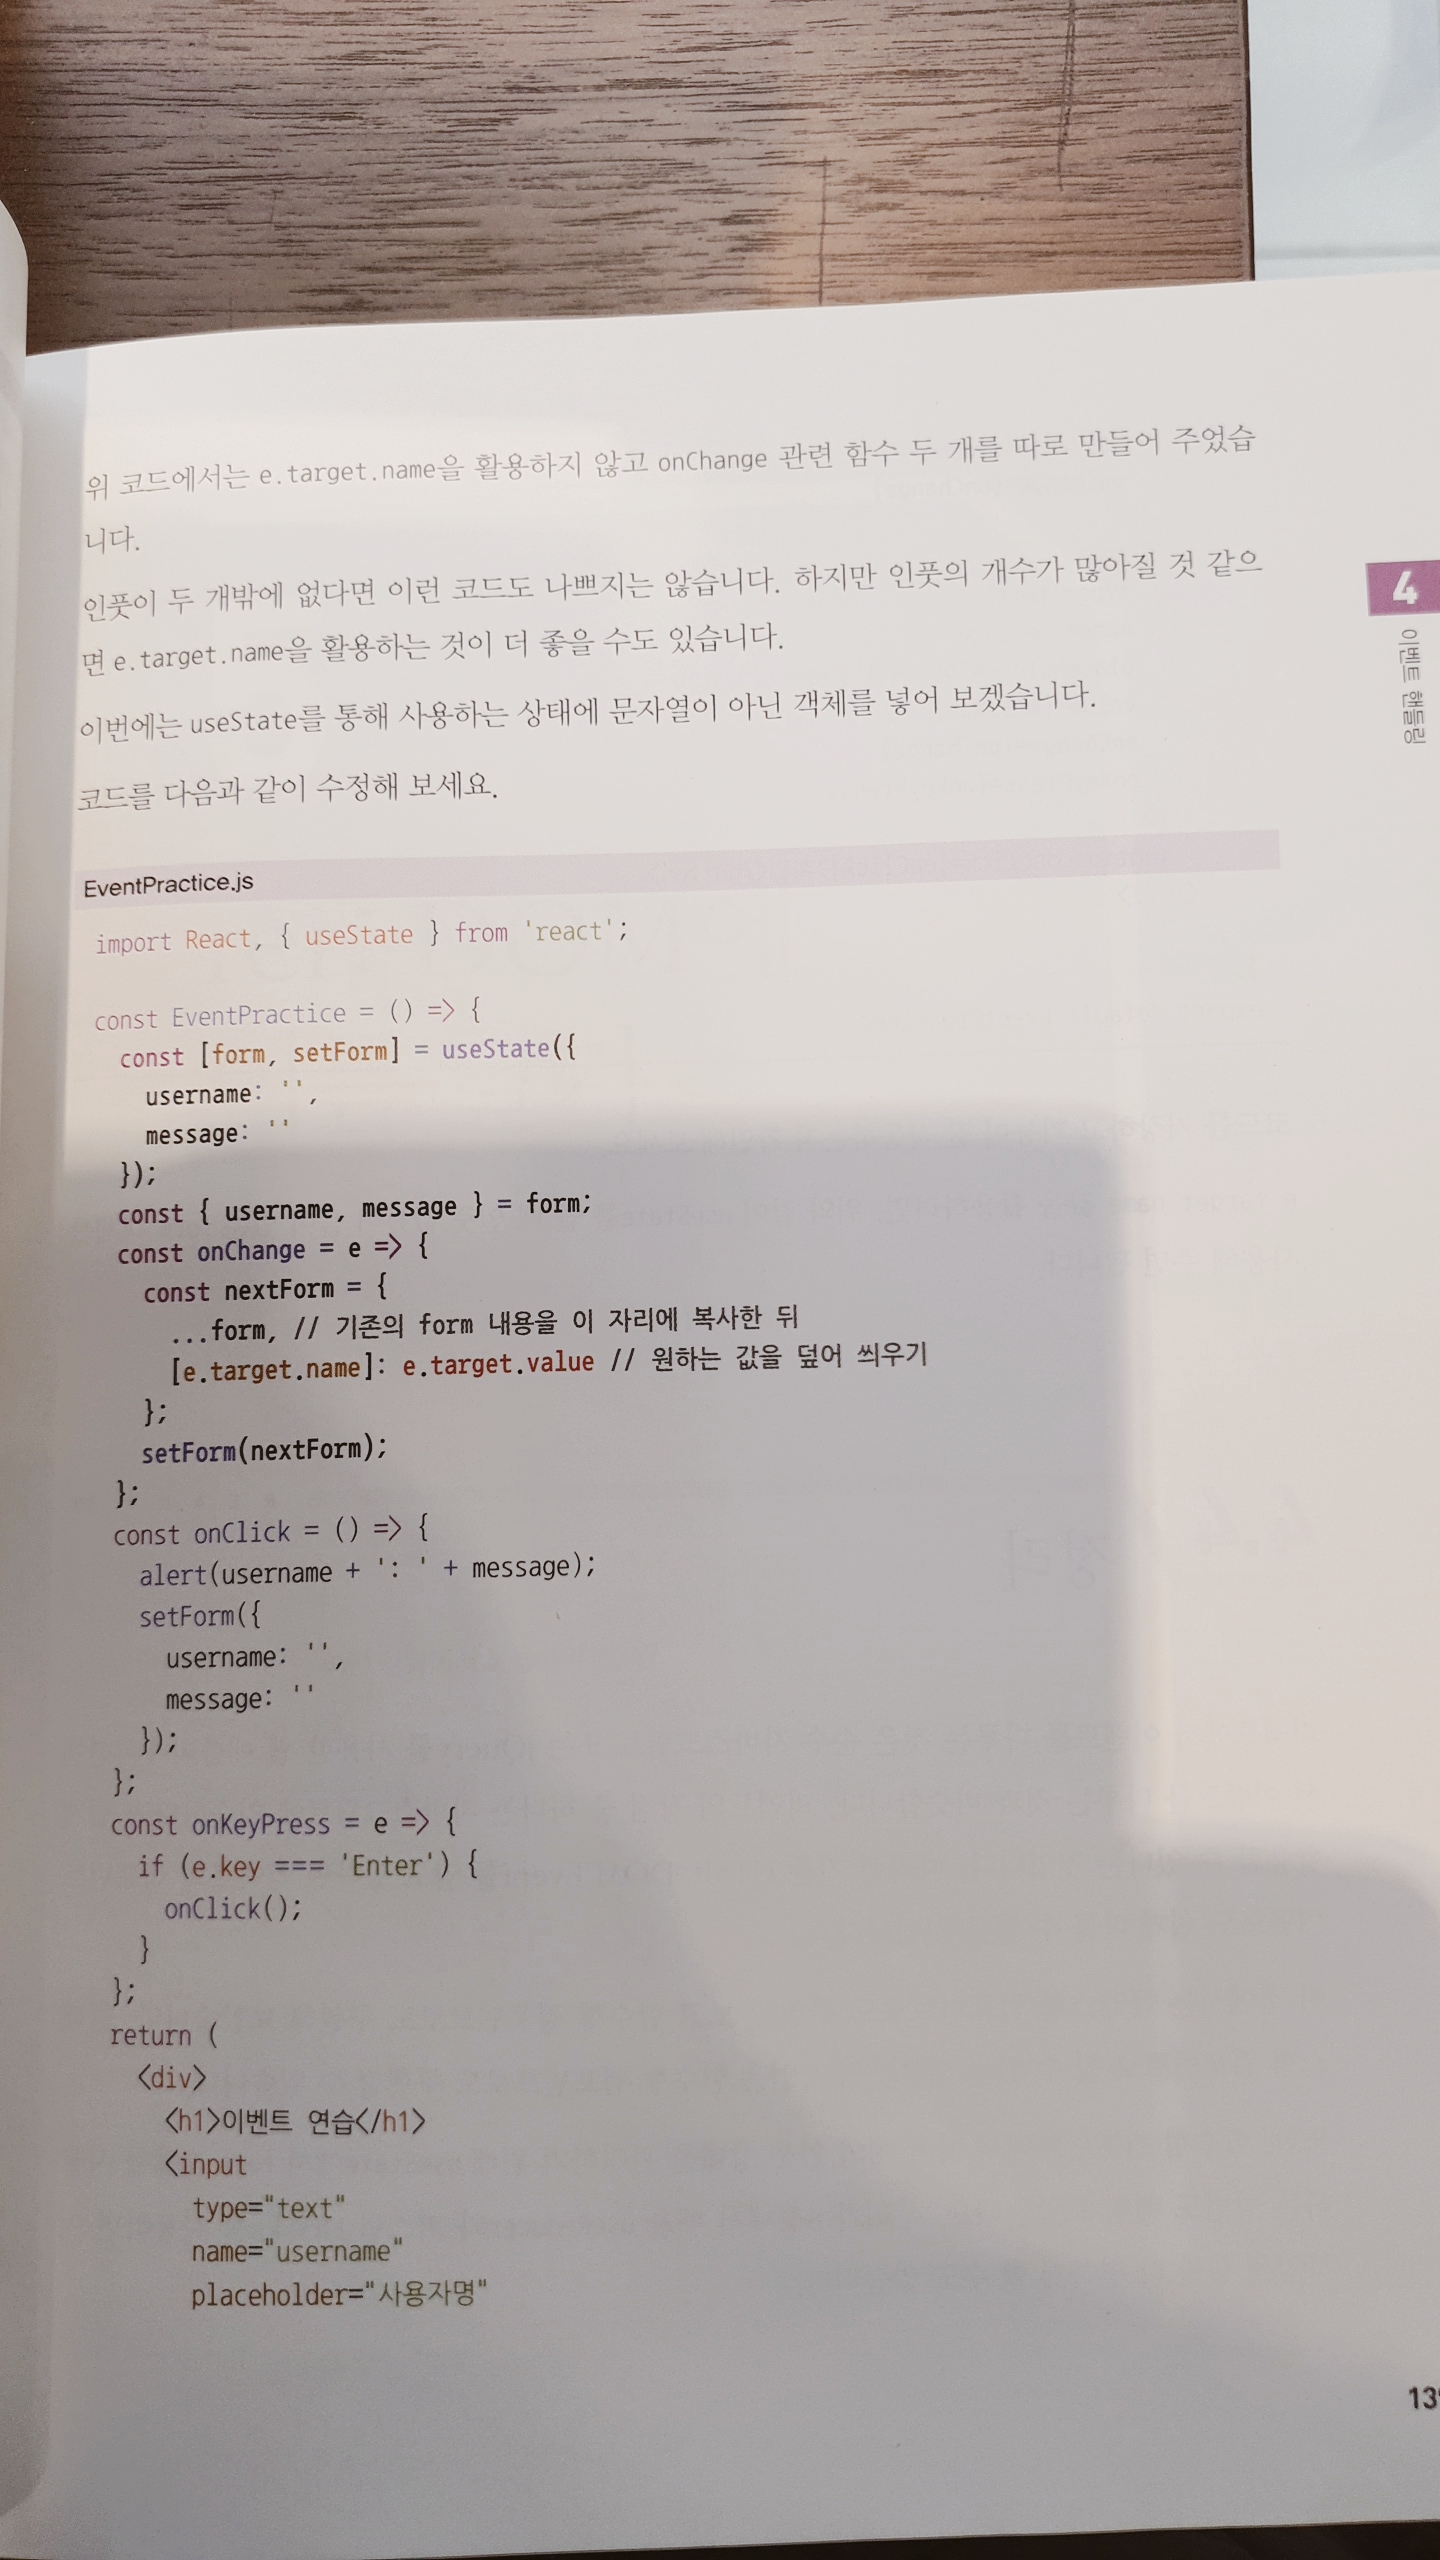 위 코드에서는 e.target.name을 활용하지 않고 onChange 관련 함수 두 개를 따로 만들어 주었습
니다.
인풋이 두 개밖에 없다면 이런 코드도 나쁘지는 않습니다. 하지만 인풋의 개수가 많아질 것 같으
면 e.target.name을 활용하는 것이 더 좋을 수도 있습니다.
이번에는 useState를 통해 사용하는 상태에 문자열이 아닌 객체를 넣어 보겠습니다.
코드를 다음과 같이 수정해 보세요.
4
이벤트 핸들링
EventPractice.js
import React, { useState } from 'react';
const EventPractice = () => {
  const [form, setForm] = useState({
    username: '',
    message: ''
  });
  const { username, message } = form;
  const onChange = e => {
    const nextForm = {
      ...form, // 기존의 form 내용을 이 자리에 복사한 뒤
      [e.target.name]: e.target.value // 원하는 값을 덮어 씌우기
    };
    setForm(nextForm);
  };
  const onClick = () => {
    alert(username + ': ' + message);
    setForm({
      username: '',
      message: ''
    });
  };
  const onKeyPress = e => {
    if (e.key === 'Enter') {
      onClick();
    }
  };
  return (
    <div>
      <h1>이벤트 연습</h1>
      <input
        type="text"
        name="username"
        placeholder="사용자명"